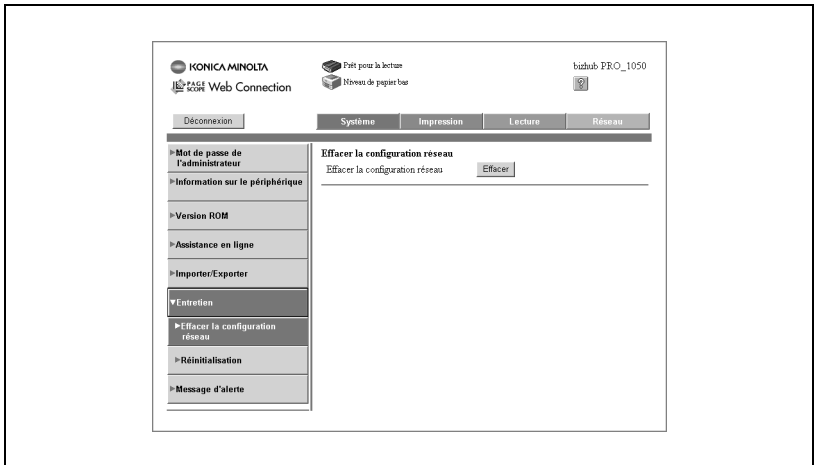 KONICA MINOLTA
PAGE SCOPE Web Connection
Prêt pour la lecture
Niveau de papier bas
bizhub PRO_1050
?
Déconnexion
Système Impression Lecture Réseau
Mot de passe de
l'administrateur
Information sur le périphérique
Version ROM
Assistance en ligne
Importer/Exporter
Entretien
Effacer la configuration
réseau
Réinitialisation
Message d'alerte
Effacer la configuration réseau
Effacer la configuration réseau Effacer